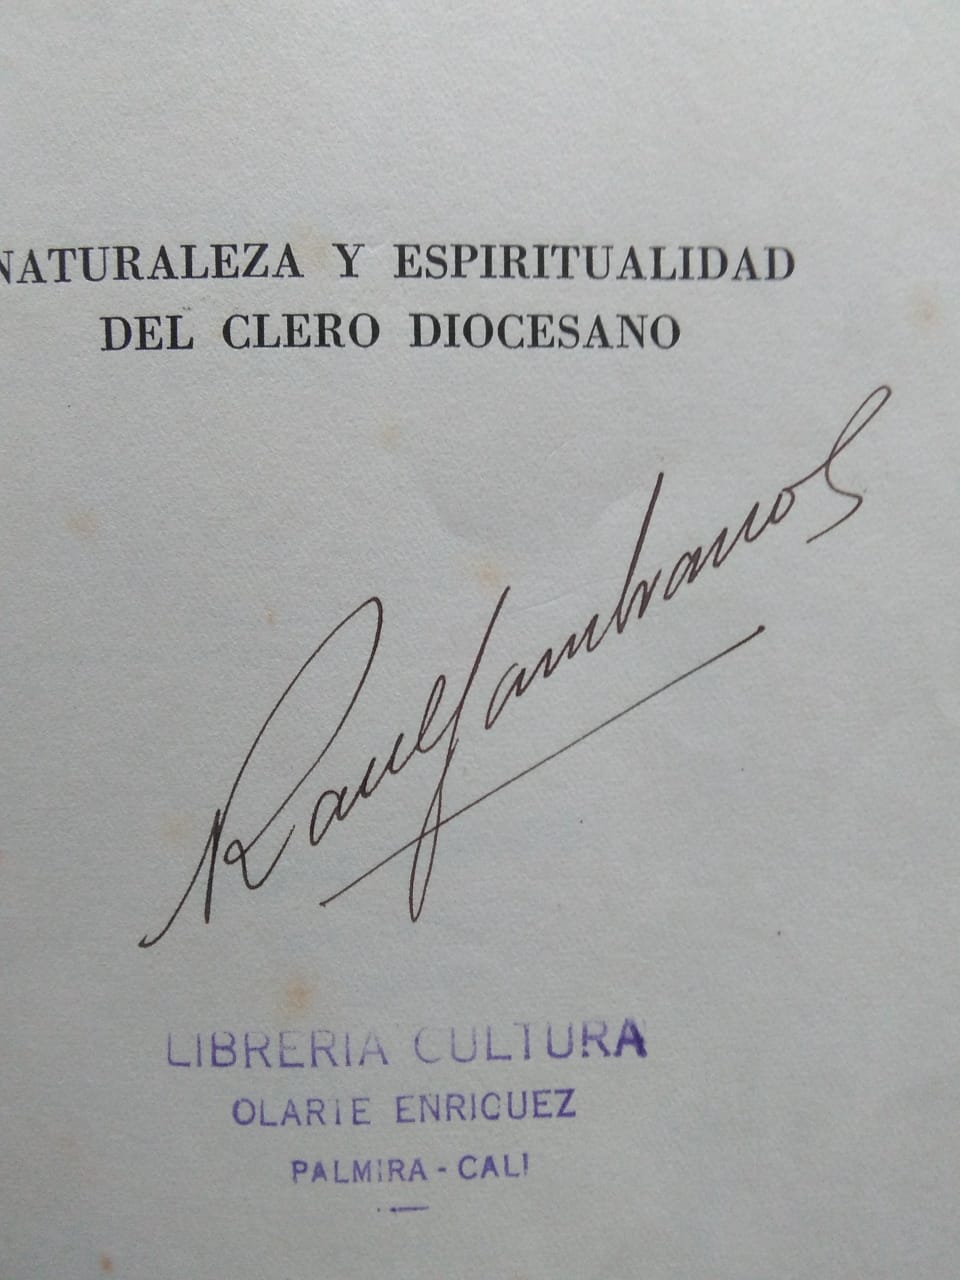 NATURALEZA Y ESPIRITUALIDAD
DEL CLERO DIOCESANO
Raul Zambrano S
LIBRERIA CULTURA
OLARTE ENRIQUEZ
PALMIRA - CALI